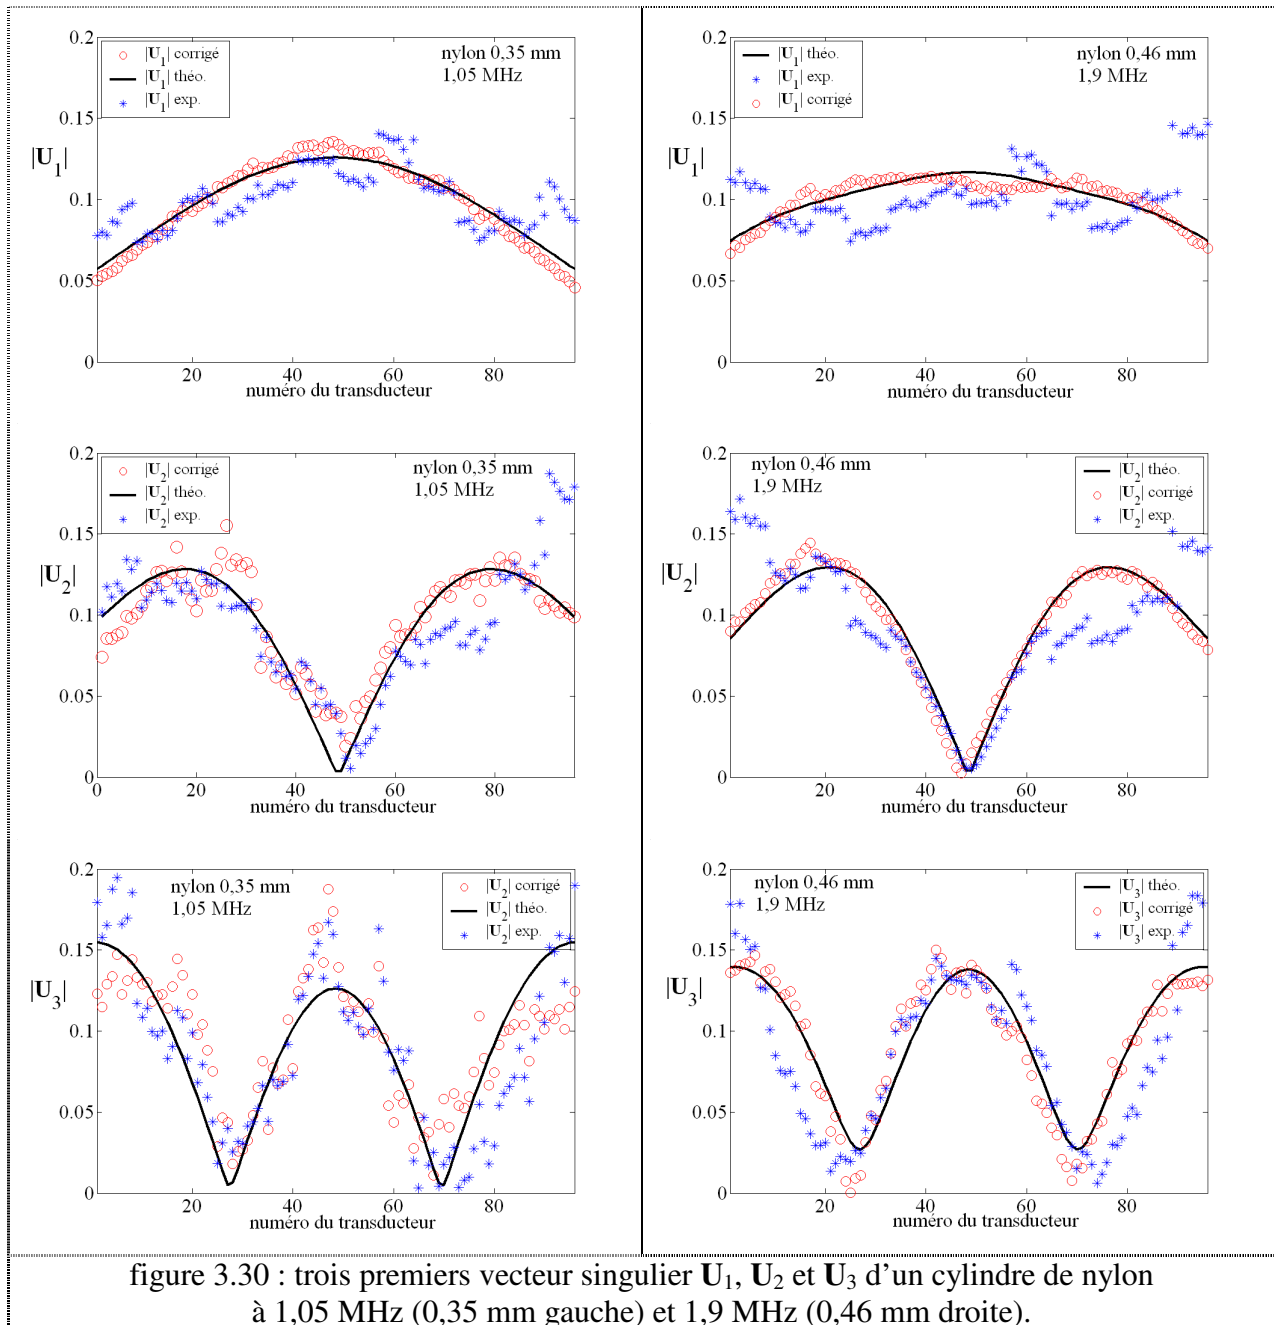 0.2
|U1| corrigé
|U1| théo.
|U1| exp.
nylon 0,35 mm
1,05 MHz
0.15
|U1|
0.1
0.05
0
20 40 60 80
numéro du transducteur
0.2
|U1| théo.
|U1| exp.
|U1| corrigé
nylon 0,46 mm
1,9 MHz
0.15
|U1|
0.1
0.05
0
20 40 60 80
numéro du transducteur
0.2
|U2| corrigé
|U2| théo.
|U2| exp.
nylon 0,35 mm
1,05 MHz
0.15
|U2|
0.1
0.05
0
0 20 40 60 80
numéro du transducteur
0.2
nylon 0,46 mm
1,9 MHz
|U2| théo.
|U2| corrigé
|U2| exp.
0.15
|U2|
0.1
0.05
0
20 40 60 80
numéro du transducteur
0.2
nylon 0,35 mm
1,05 MHz
|U2| corrigé
|U2| théo.
|U2| exp.
0.15
|U3|
0.1
0.05
0
20 40 60 80
numéro du transducteur
0.2
nylon 0,46 mm
1,9 MHz
|U3| théo.
|U3| corrigé
|U3| exp.
0.15
|U3|
0.1
0.05
0
20 40 60 80
numéro du transducteur
figure 3.30 : trois premiers vecteur singulier U1, U2 et U3 d'un cylindre de nylon
à 1,05 MHz (0,35 mm gauche) et 1,9 MHz (0,46 mm droite).